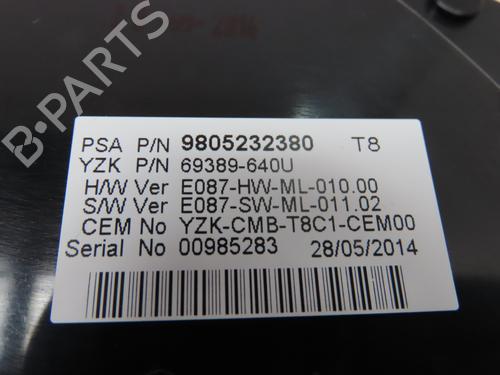 PSA P/N 9805232380 T8
YZK P/N 69389-640U
H/W Ver E087-HW-ML-010.00
S/W Ver E087-SW-ML-011.02
CEM No YZK-CMB-T8C1-CEM00
Serial No 00985283 28/05/2014
B-PARTS